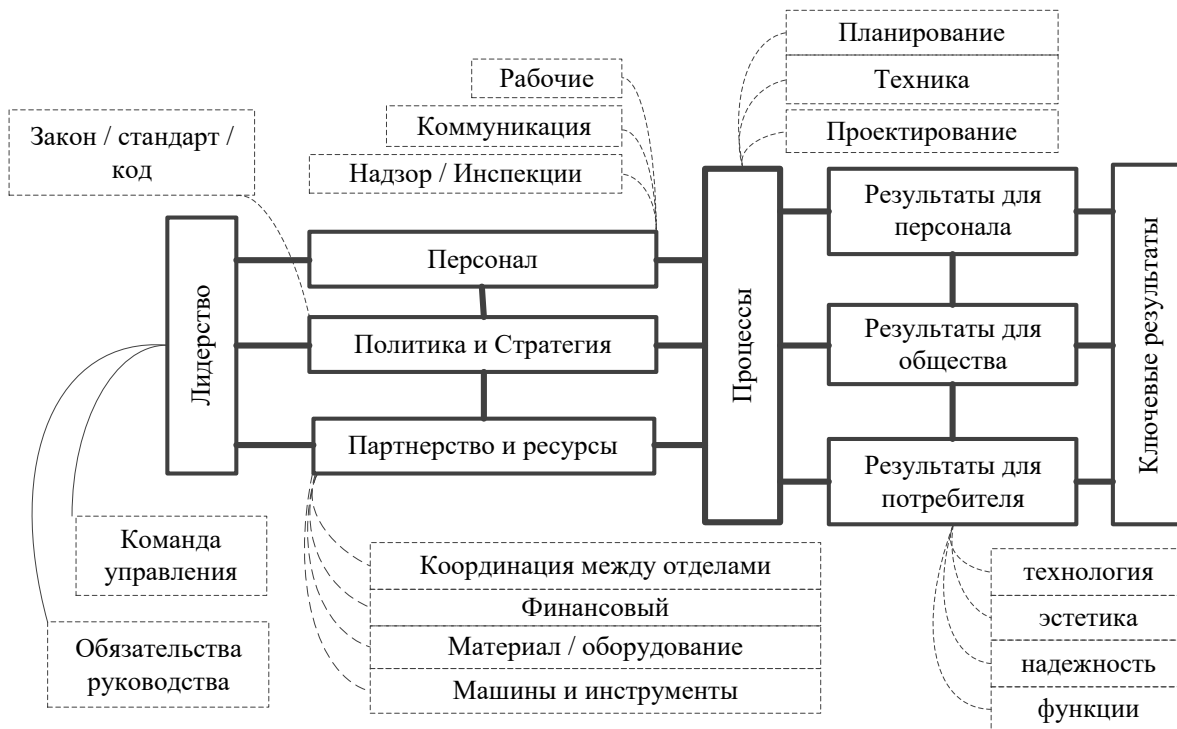 Планирование
Рабочие
Техника
Закон / стандарт /
код
Коммуникация
Проектирование
Надзор / Инспекции
Лидерство
Персонал
Политика и Стратегия
Партнерство и ресурсы
Процессы
Результаты для
персонала
Результаты для
общества
Результаты для
потребителя
Ключевые результаты
Команда
управления
Обязательства
руководства
Координация между отделами
Финансовый
Материал / оборудование
Машины и инструменты
технология
эстетика
надежность
функции